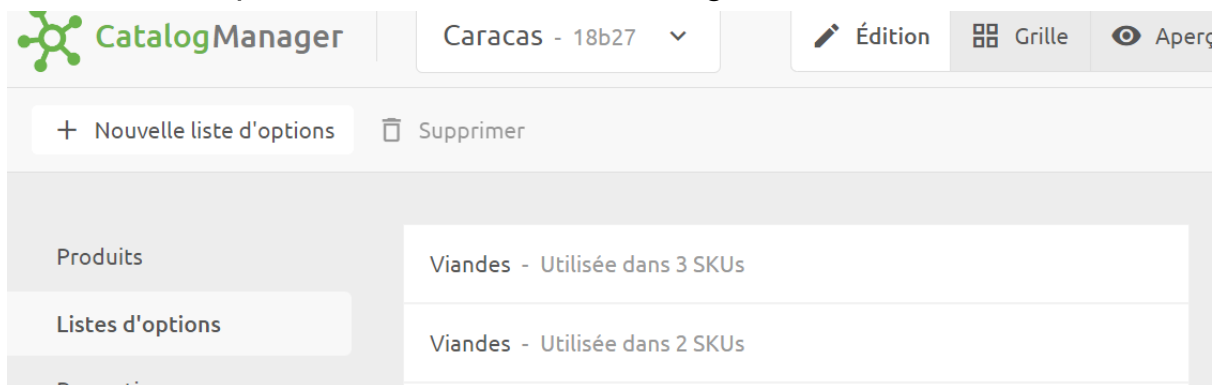 CatalogManager
Caracas - 18b27
Édition
Grille
+ Nouvelle liste d'options
Supprimer
Produits
Listes d'options
Viandes - Utilisée dans 3 SKUs
Viandes - Utilisée dans 2 SKUs